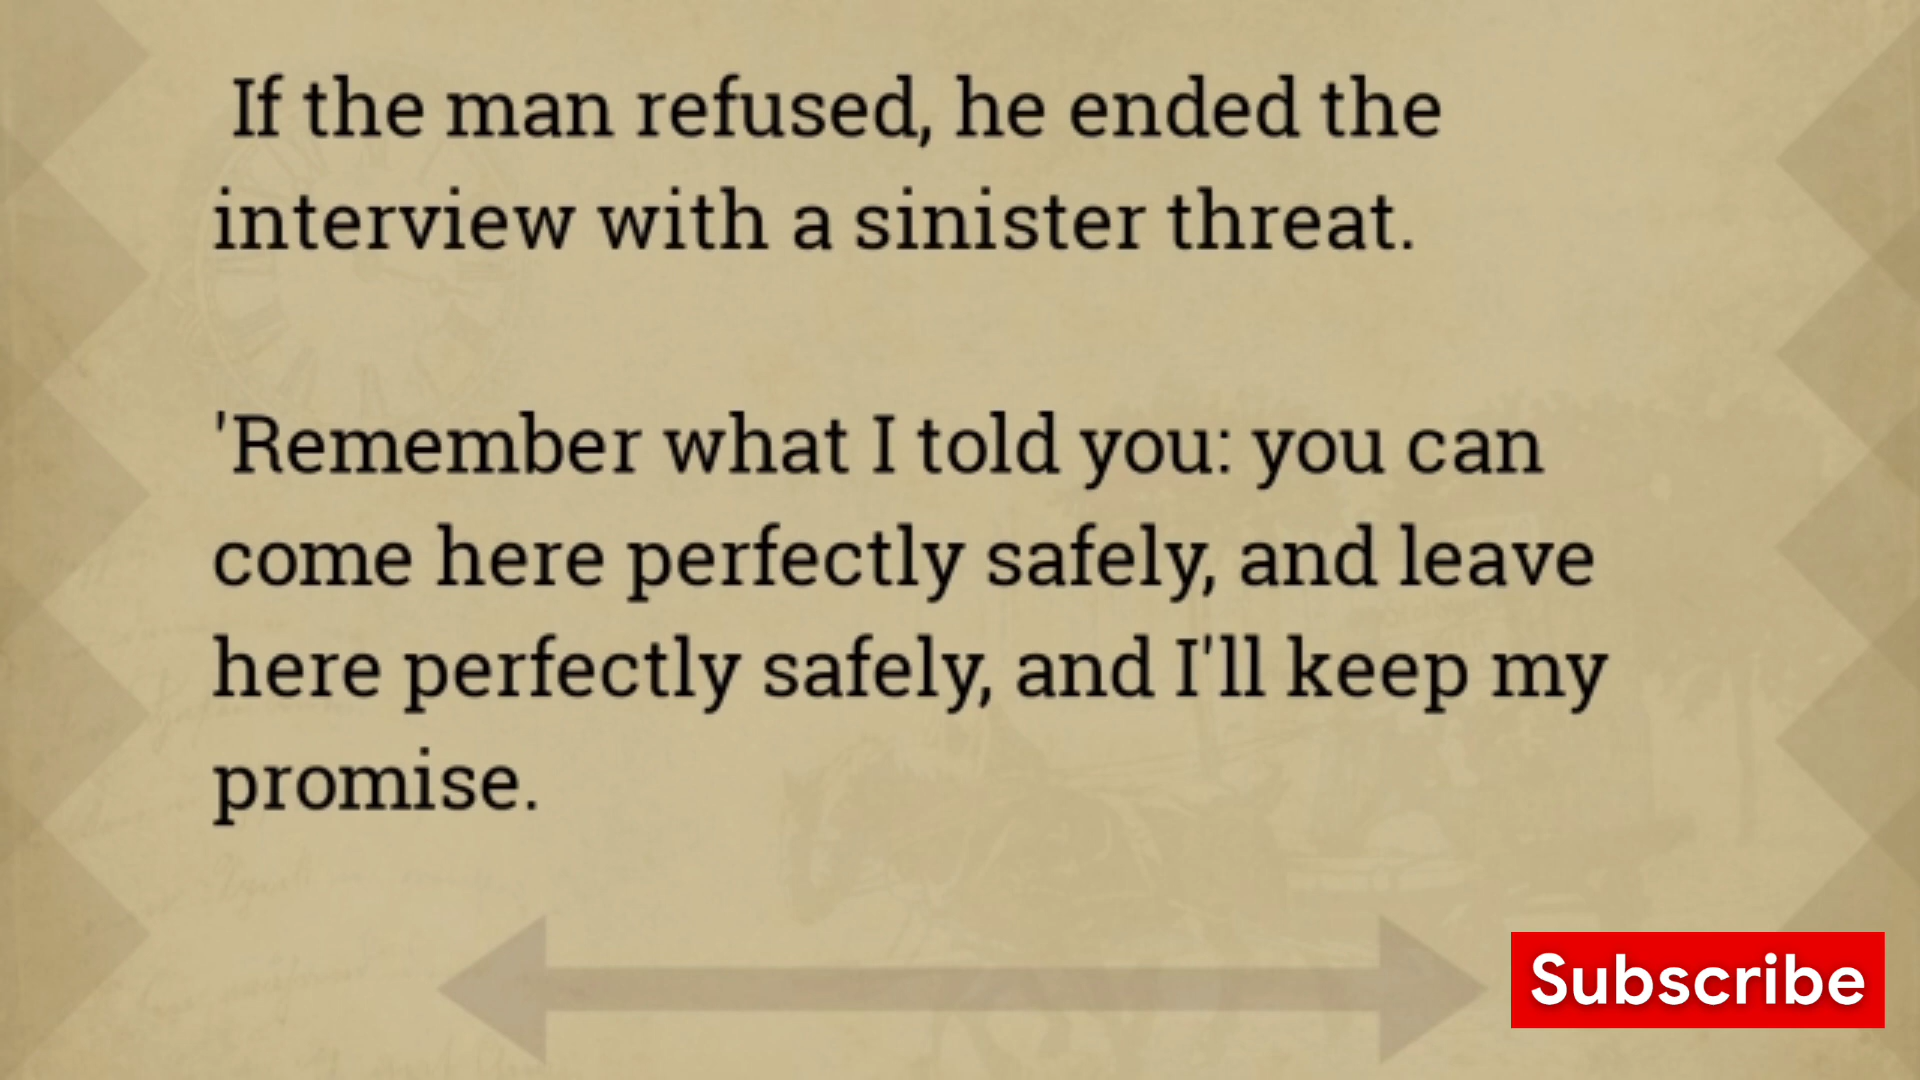 If the man refused, he ended the
interview with a sinister threat.
'Remember what I told you: you can
come here perfectly safely, and leave
here perfectly safely, and I'll keep my
promise.
Subscribe